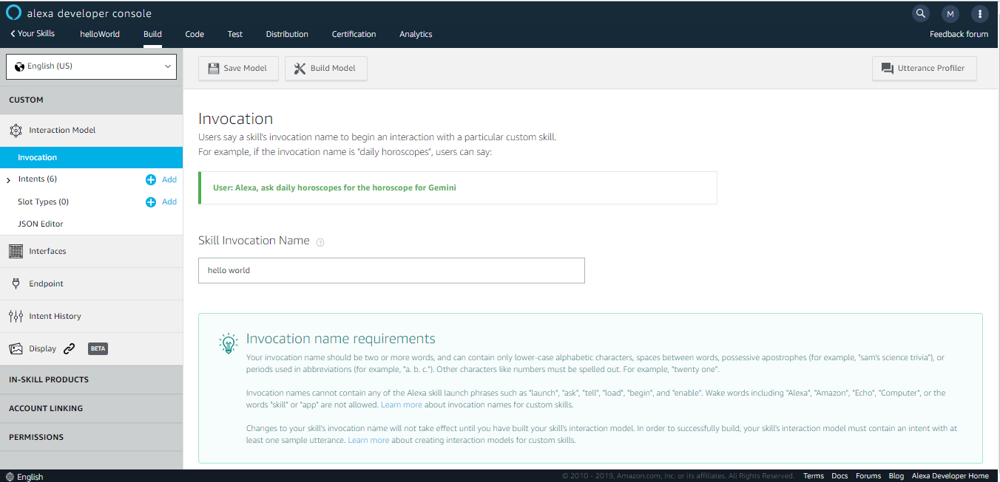 alexa developer console
M
Your Skills helloWorld Build Code Test Distribution Certification Analytics Feedback forum
English (US)
Save Model Build Model Utterance Profiler
CUSTOM
Interaction Model
Invocation
Intents (6) Add
Slot Types (0) Add
JSON Editor
Interfaces
Endpoint
Intent History
Display BETA
IN-SKILL PRODUCTS
ACCOUNT LINKING
PERMISSIONS
Invocation
Users say a skill's invocation name to begin an interaction with a particular custom skill.
For example, if the invocation name is "daily horoscopes", users can say:
User: Alexa, ask daily horoscopes for the horoscope for Gemini
Skill Invocation Name ?
hello world
Invocation name requirements
Your invocation name should be two or more words, and can contain only lower-case alphabetic characters, spaces between words, possessive apostrophes (for example, "sam's science trivia"), or
periods used in abbreviations (for example, "a. b. c."). Other characters like numbers must be spelled out. For example, "twenty one".
Invocation names cannot contain any of the Alexa skill launch phrases such as "launch", "ask", "tell", "load", "begin", and "enable". Wake words including "Alexa", "Amazon", "Echo", "Computer", or the
words "skill" or "app" are not allowed. Learn more about invocation names for custom skills.
Changes to your skill's invocation name will not take effect until you have built your skill's interaction model. In order to successfully build, your skill's interaction model must contain an intent with at
least one sample utterance. Learn more about creating interaction models for custom skills.
English © 2010 - 2019, Amazon.com, Inc. or its affiliates. All Rights Reserved. Terms Docs Forums Blog Alexa Developer Home